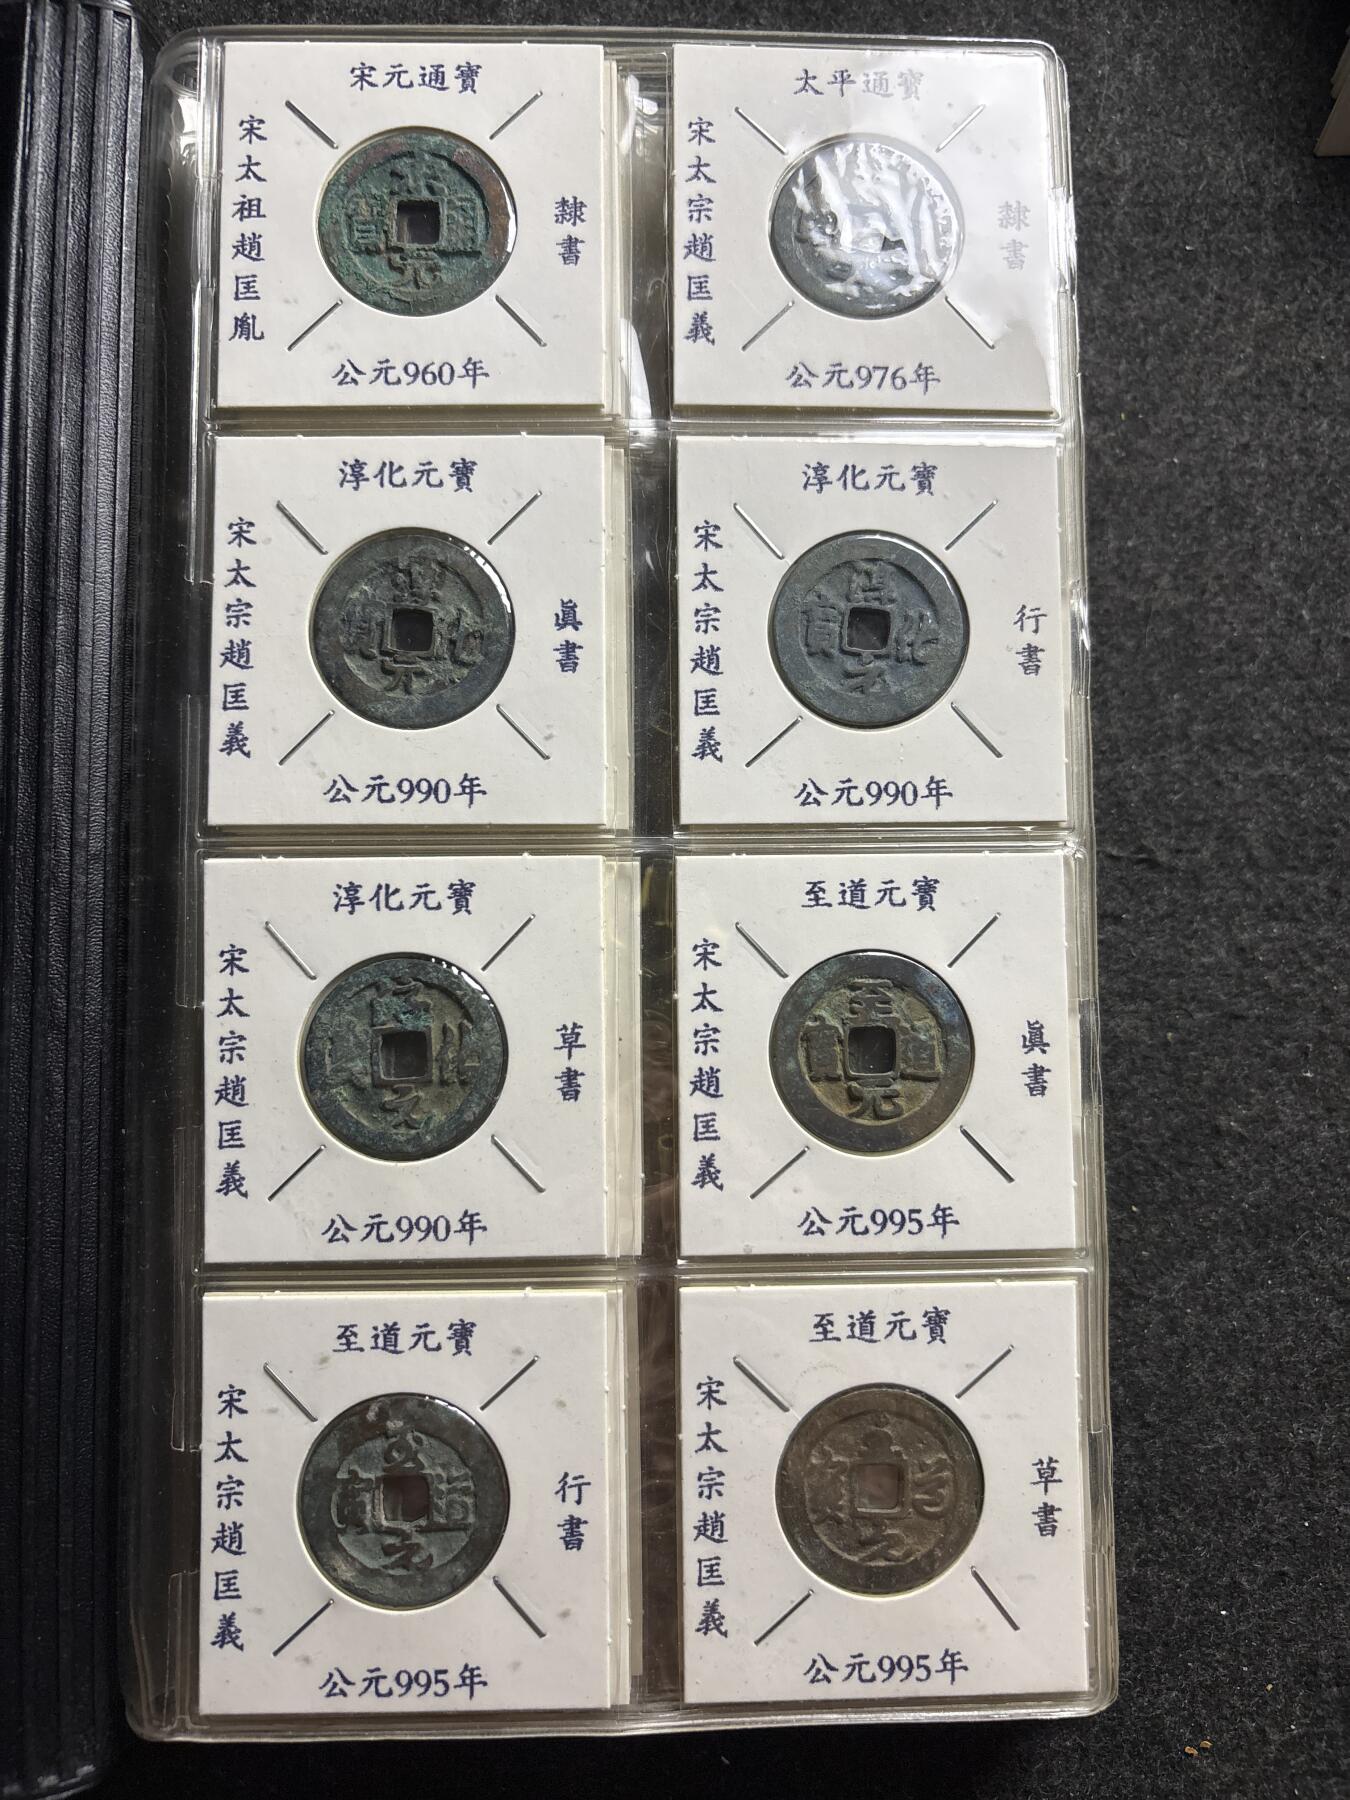 宋元通寶
宋太祖趙匡胤
隸書
公元960年
太平通寶
宋太宗趙匡義
隸書
公元976年
淳化元寶
宋太宗趙匡義
眞書
公元990年
淳化元寶
宋太宗趙匡義
行書
公元990年
淳化元寶
宋太宗趙匡義
草書
公元990年
至道元寶
宋太宗趙匡義
眞書
公元995年
至道元寶
宋太宗趙匡義
行書
公元995年
至道元寶
宋太宗趙匡義
草書
公元995年